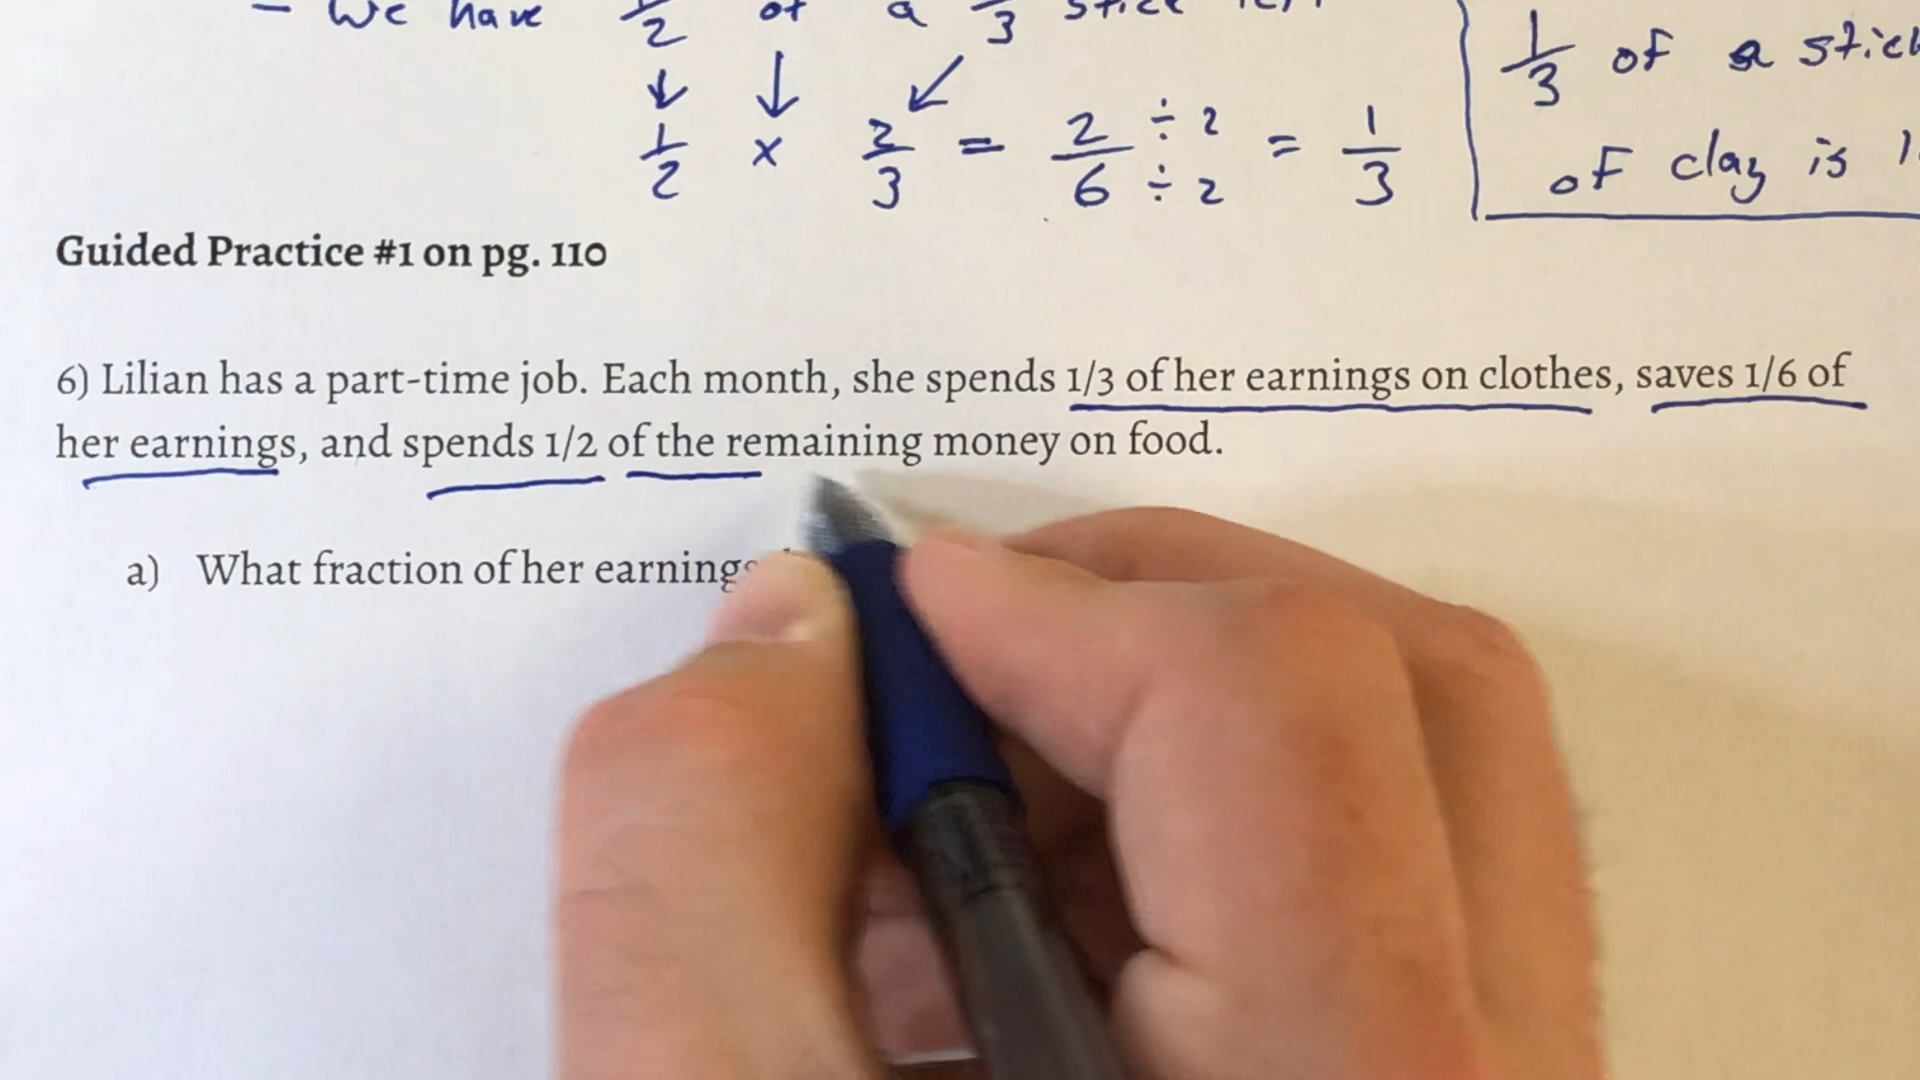 - We have 1/2 of a 2/3 stick left
1/2 × 2/3 = 2/6 ÷ 2 ÷ 2 = 1/3
1/3 of a stick
of clay is
Guided Practice #1 on pg. 110
6) Lilian has a part-time job. Each month, she spends 1/3 of her earnings on clothes, saves 1/6 of
her earnings, and spends 1/2 of the remaining money on food.
a) What fraction of her earnings